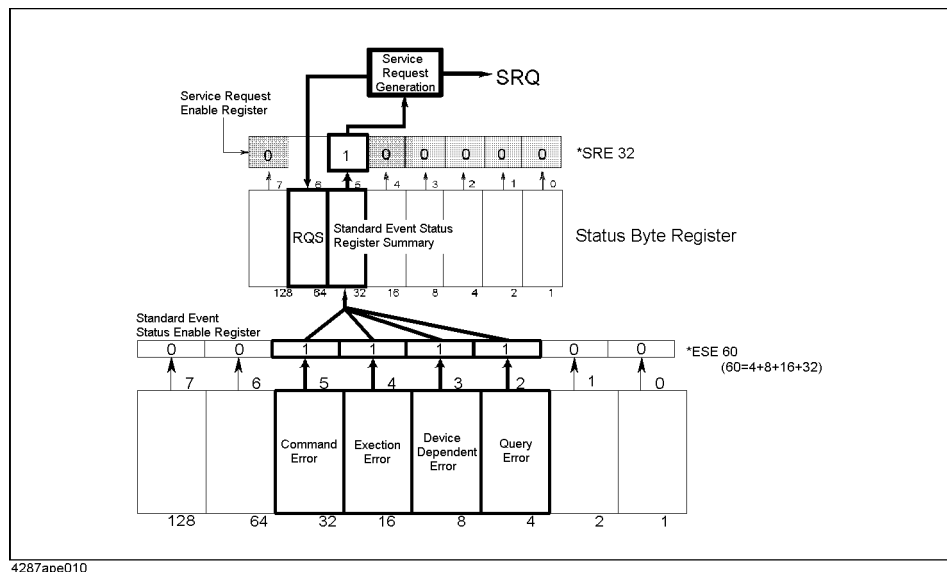 Service
Request
Generation
SRQ
Service Request
Enable Register
0 1 0 0 0 0 0
*SRE 32
7 6 5 4 3 2 1 0
RQS
Standard Event Status
Register Summary
Status Byte Register
128 64 32 16 8 4 2 1
Standard Event
Status Enable Register
0 0 1 1 1 1 0 0
*ESE 60
(60=4+8+16+32)
7 6 5 4 3 2 1 0
Command
Error
Exection
Error
Device
Dependent
Error
Query
Error
128 64 32 16 8 4 2 1
4287ape010